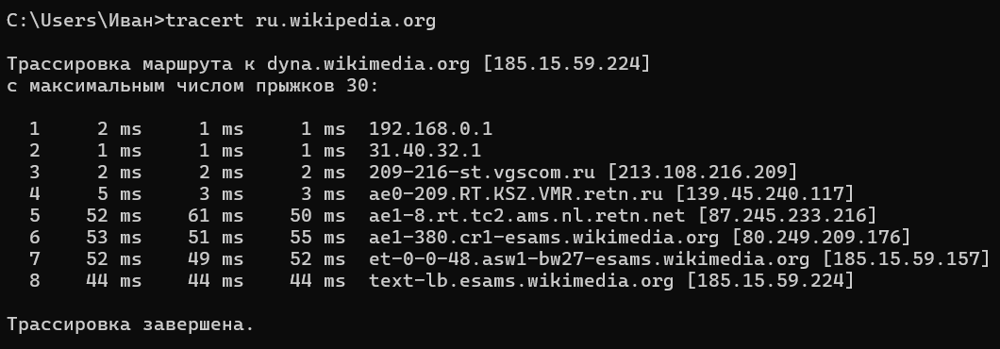 C:\Users\Иван>tracert ru.wikipedia.org
Трассировка маршрута к dyna.wikimedia.org [185.15.59.224]
с максимальным числом прыжков 30:
1 2 ms 1 ms 1 ms 192.168.0.1
2 1 ms 1 ms 1 ms 31.40.32.1
3 2 ms 2 ms 2 ms 209-216-st.vgscom.ru [213.108.216.209]
4 5 ms 3 ms 3 ms ae0-209.RT.KSZ.VMR.retn.ru [139.45.240.117]
5 52 ms 61 ms 50 ms ae1-8.rt.tc2.ams.nl.retn.net [87.245.233.216]
6 53 ms 51 ms 55 ms ae1-380.cr1-esams.wikimedia.org [80.249.209.176]
7 52 ms 49 ms 52 ms et-0-0-48.asw1-bw27-esams.wikimedia.org [185.15.59.157]
8 44 ms 44 ms 44 ms text-lb.esams.wikimedia.org [185.15.59.224]
Трассировка завершена.